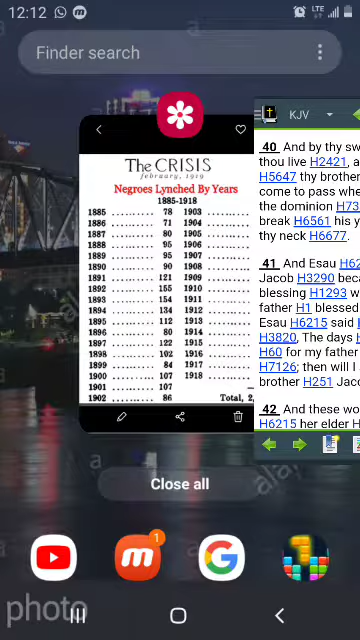 12:12
LTE
Finder search
The CRISIS
february, 1919
Negroes Lynched By Years
1885-1918
1885 .......... 78 1903 ..........
1886 .......... 71 1904 ..........
1887 .......... 80 1905 ..........
1888 .......... 95 1906 ..........
1889 .......... 95 1907 ..........
1890 .......... 90 1908 ..........
1891 .......... 121 1909 ..........
1892 .......... 155 1910 ..........
1893 .......... 154 1911 ..........
1894 .......... 134 1912 ..........
1895 .......... 112 1913 ..........
1896 .......... 80 1914 ..........
1897 .......... 122 1915 ..........
1898 .......... 102 1916 ..........
1899 .......... 84 1917 ..........
1900 .......... 107 1918 ..........
1901 .......... 107
1902 .......... 86 Total, 2,
KJV
40 And by thy sw
thou live H2421, a
H5647 thy brother
come to pass whe
the dominion H73
break H6561 his y
thy neck H6677.
41 And Esau H62
Jacob H3290 beca
blessing H1293 w
father H1 blessed
Esau H6215 said H
H3820, The days H
H60 for my father
H7126; then will I
brother H251 Jaco
42 And these wo
H6215 her elder H
Close all
1
a
a
photo